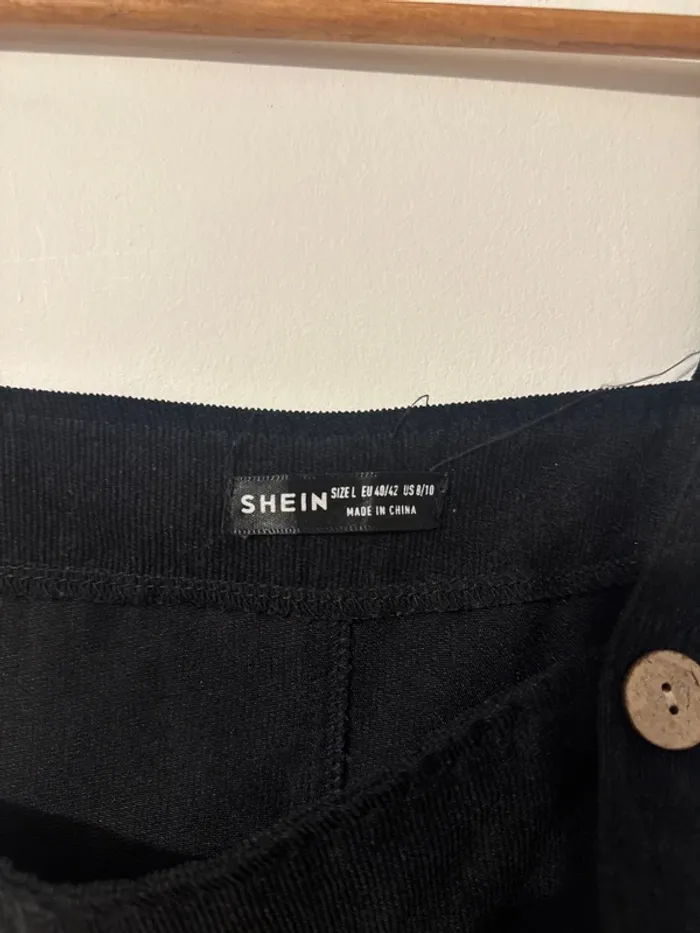 SHEIN SIZE L EU 40/42 US 8/10
MADE IN CHINA